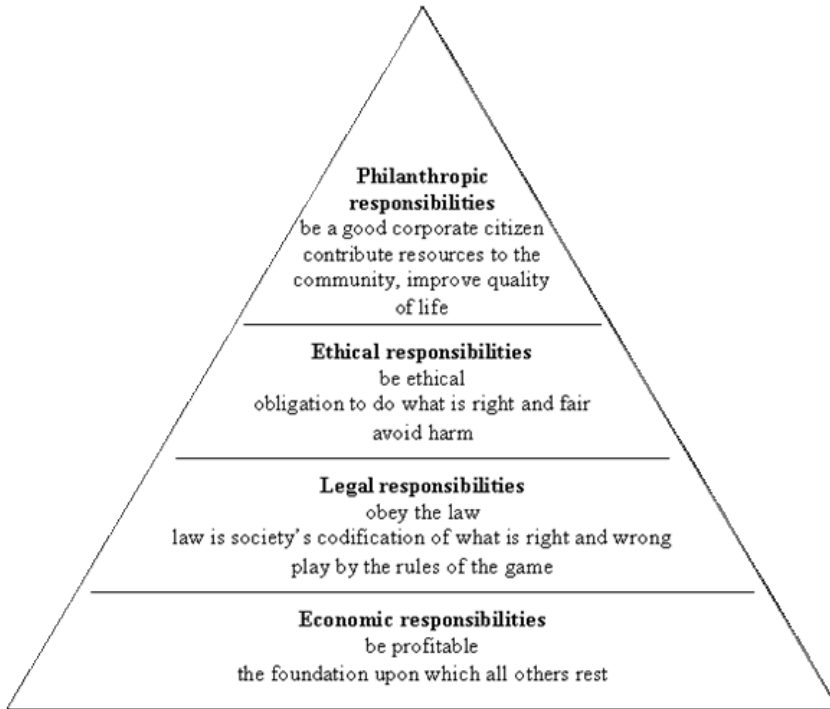 Philanthropic
responsibilities
be a good corporate citizen
contribute resources to the
community, improve quality
of life
Ethical responsibilities
be ethical
obligation to do what is right and fair
avoid harm
Legal responsibilities
obey the law
law is society's codification of what is right and wrong
play by the rules of the game
Economic responsibilities
be profitable
the foundation upon which all others rest